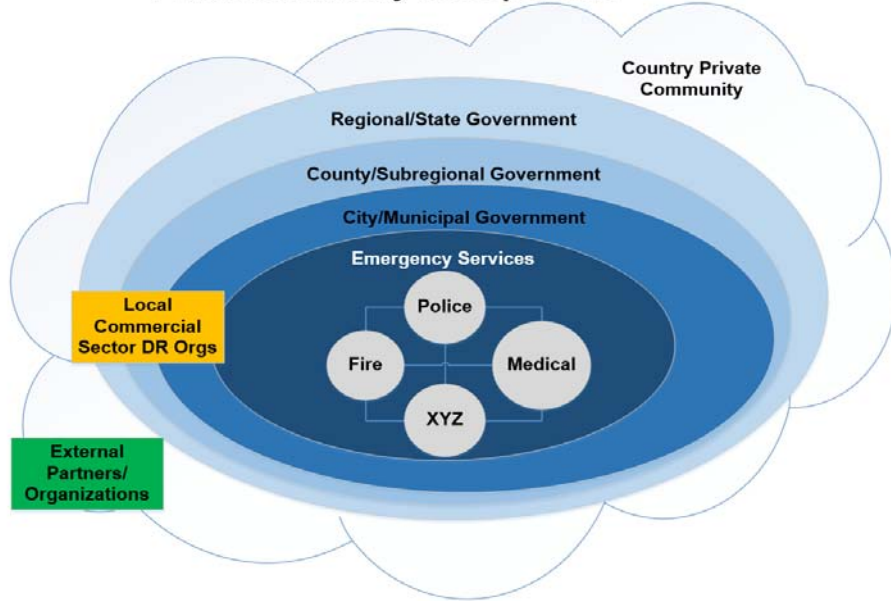 Country Private
Community
Regional/State Government
County/Subregional Government
City/Municipal Government
Emergency Services
Police
Local
Commercial
Sector DR Orgs
Fire
Medical
XYZ
External
Partners/
Organizations